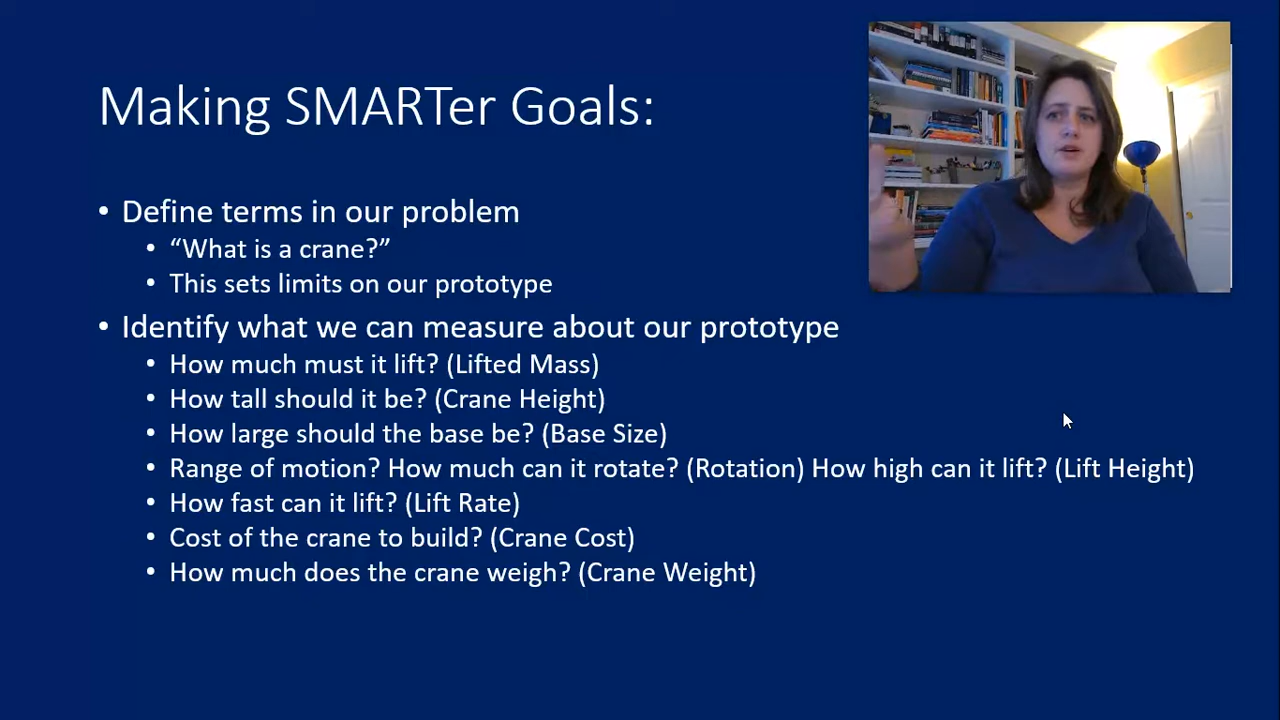 Making SMARTer Goals:
• Define terms in our problem
• “What is a crane?”
• This sets limits on our prototype
• Identify what we can measure about our prototype
• How much must it lift? (Lifted Mass)
• How tall should it be? (Crane Height)
• How large should the base be? (Base Size)
• Range of motion? How much can it rotate? (Rotation) How high can it lift? (Lift Height)
• How fast can it lift? (Lift Rate)
• Cost of the crane to build? (Crane Cost)
• How much does the crane weigh? (Crane Weight)